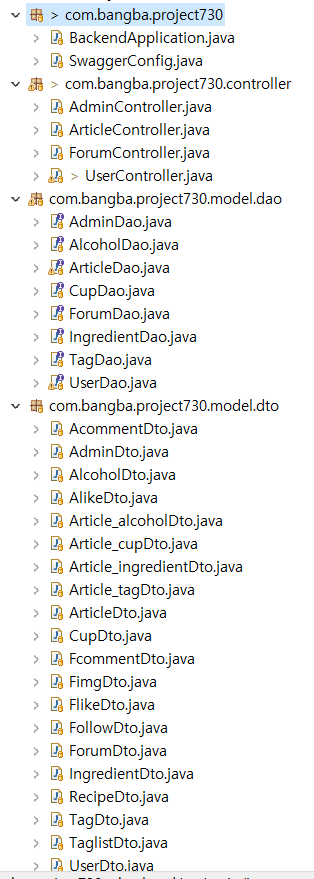 > com.bangba.project730
> BackendApplication.java
> SwaggerConfig.java
> com.bangba.project730.controller
> AdminController.java
> ArticleController.java
> ForumController.java
> > UserController.java
com.bangba.project730.model.dao
> AdminDao.java
> AlcoholDao.java
> ArticleDao.java
> CupDao.java
> ForumDao.java
> IngredientDao.java
> TagDao.java
> UserDao.java
com.bangba.project730.model.dto
> AcommentDto.java
> AdminDto.java
> AlcoholDto.java
> AlikeDto.java
> Article_alcoholDto.java
> Article_cupDto.java
> Article_ingredientDto.java
> Article_tagDto.java
> ArticleDto.java
> CupDto.java
> FcommentDto.java
> FimgDto.java
> FlikeDto.java
> FollowDto.java
> ForumDto.java
> IngredientDto.java
> RecipeDto.java
> TagDto.java
> TaglistDto.java
> UserDto.java